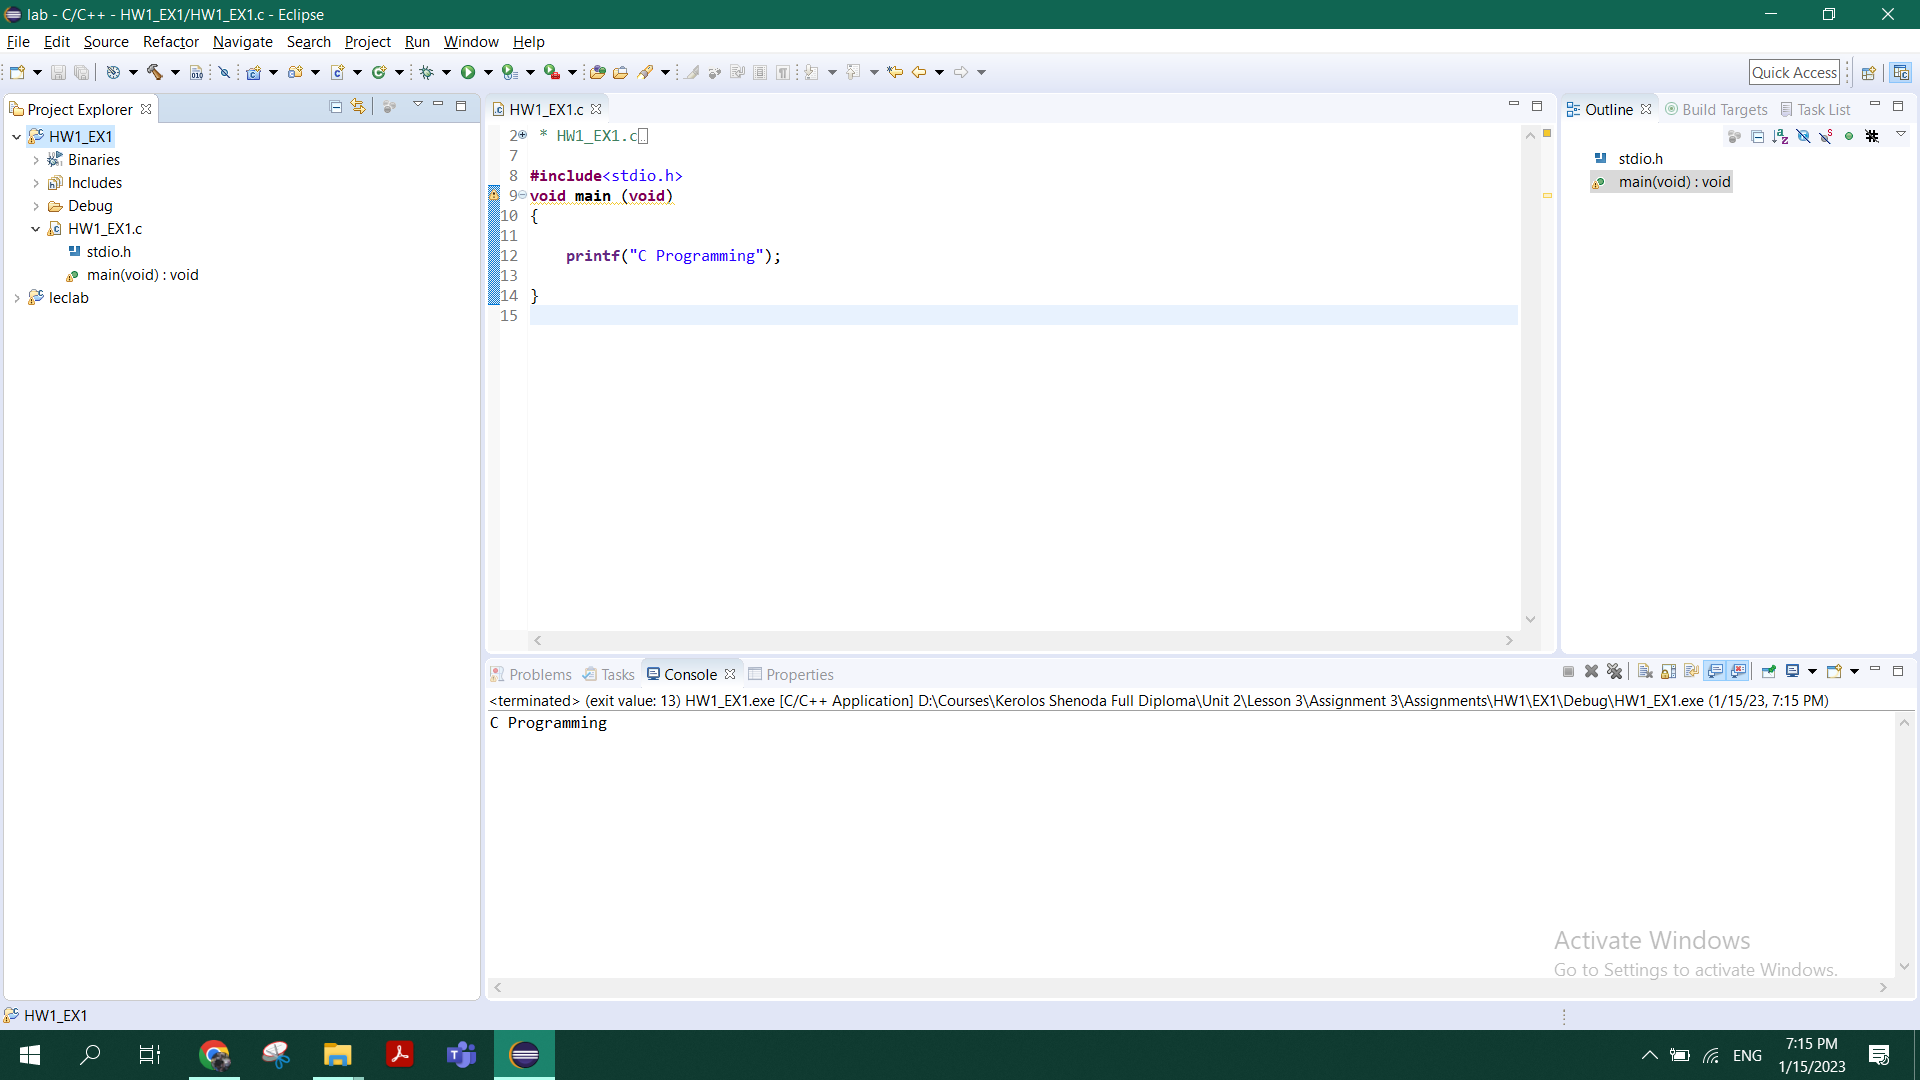 lab - C/C++ - HW1_EX1/HW1_EX1.c - Eclipse
File Edit Source Refactor Navigate Search Project Run Window Help
Quick Access
Project Explorer
HW1_EX1
Binaries
Includes
Debug
HW1_EX1.c
stdio.h
main(void) : void
leclab
HW1_EX1.c
2 * HW1_EX1.c
7
8 #include<stdio.h>
9 void main (void)
10 {
11
12 printf("C Programming");
13
14 }
15
Outline Build Targets Task List
stdio.h
main(void) : void
Problems Tasks Console Properties
<terminated> (exit value: 13) HW1_EX1.exe [C/C++ Application] D:\Courses\Kerolos Shenoda Full Diploma\Unit 2\Lesson 3\Assignment 3\Assignments\HW1\EX1\Debug\HW1_EX1.exe (1/15/23, 7:15 PM)
C Programming
Activate Windows
Go to Settings to activate Windows.
HW1_EX1
ENG
7:15 PM
1/15/2023